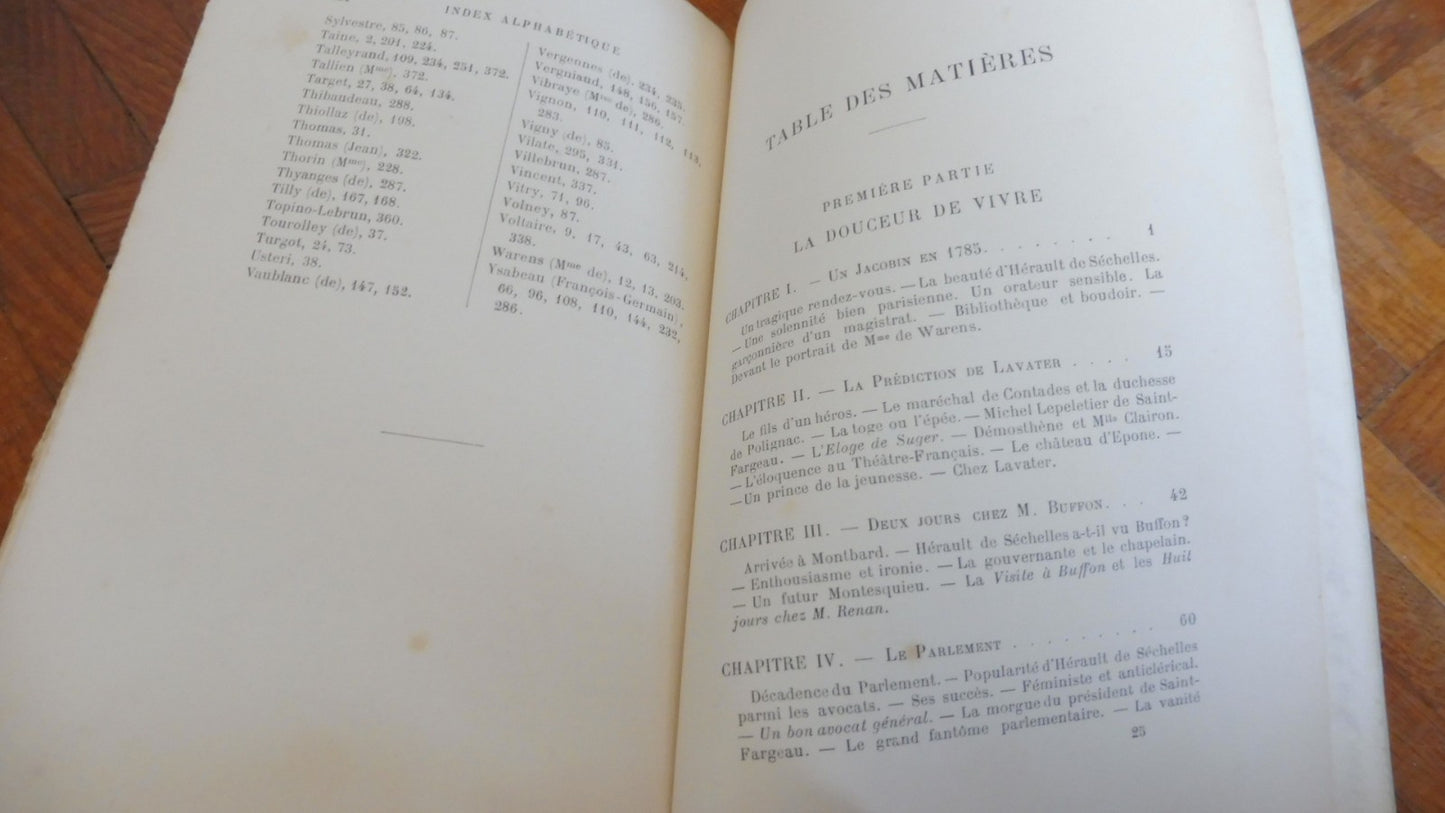 INDEX ALPHABÉTIQUE
Sylvestre, 85, 86, 87.
Taine, 2, 201, 224.
Talleyrand, 109, 234, 251, 372.
Tallien (Mme), 372.
Target, 27, 38, 64, 134.
Thibaudeau, 288.
Thiollaz (de), 198.
Thomas, 31.
Thomas (Jean), 322.
Thorin (Mme), 228.
Thyanges (de), 287.
Tilly (de), 167, 168.
Topino-Lebrun, 360.
Tourolley (de), 37.
Turgot, 24, 73.
Usteri, 38.
Vaublanc (de), 147, 152.
Vergennes (de), 234, 235.
Vergniaud, 148, 156, 157.
Vibraye (Mme de), 286.
Vignon, 110, 111, 112, 113,
283.
Vigny (de), 85.
Vilate, 295, 331.
Villebrun, 287.
Vincent, 337.
Vitry, 71, 96.
Volney, 87.
Voltaire, 9, 17, 43, 63, 214,
338.
Warens (Mme de), 12, 13, 203.
Ysabeau (François-Germain),
66, 96, 108, 110, 144, 232,
286.
TABLE DES MATIÈRES
PREMIÈRE PARTIE
LA DOUCEUR DE VIVRE
CHAPITRE I. — Un Jacobin en 1785. . . . . . . . 1
Un tragique rendez-vous. — La beauté d'Hérault de Séchelles.
— Une solennité bien parisienne. Un orateur sensible. La
garçonnière d'un magistrat. — Bibliothèque et boudoir. —
Devant le portrait de Mme de Warens.
CHAPITRE II. — La Prédiction de Lavater . . . . 15
Le fils d'un héros. — Le maréchal de Contades et la duchesse
de Polignac. — La toge ou l'épée. — Michel Lepeletier de Saint-
Fargeau. — L'Eloge de Suger. — Démosthène et Mlle Clairon.
— L'éloquence au Théâtre-Français. — Le château d'Epone. —
— Un prince de la jeunesse. — Chez Lavater.
CHAPITRE III. — Deux jours chez M. Buffon. . . 42
Arrivée à Montbard. — Hérault de Séchelles a-t-il vu Buffon ?
— Enthousiasme et ironie. — La gouvernante et le chapelain.
— Un futur Montesquieu. — La Visite à Buffon et les Huit
jours chez M. Renan.
CHAPITRE IV. — Le Parlement . . . . . . . . . 60
Décadence du Parlement. — Popularité d'Hérault de Séchelles
parmi les avocats. — Ses succès. — Féministe et anticlérical.
— Un bon avocat général. — La morgue du président de Saint-
Fargeau. — Le grand fantôme parlementaire. — La vanité
25